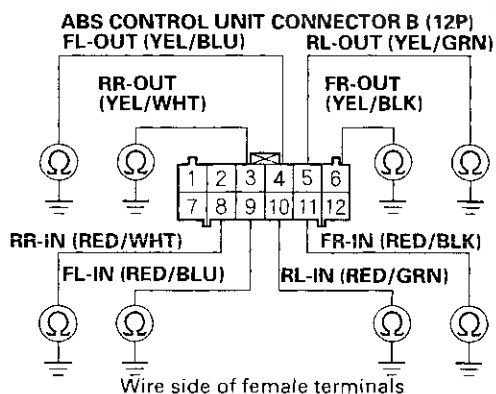 ABS CONTROL UNIT CONNECTOR B (12P)
FL-OUT (YEL/BLU)
RL-OUT (YEL/GRN)
RR-OUT
(YEL/WHT)
FR-OUT
(YEL/BLK)
Ω Ω Ω Ω
1 2 3 4 5 6
7 8 9 10 11 12
RR-IN (RED/WHT)
FR-IN (RED/BLK)
FL-IN (RED/BLU)
RL-IN (RED/GRN)
Ω Ω Ω Ω
Wire side of female terminals